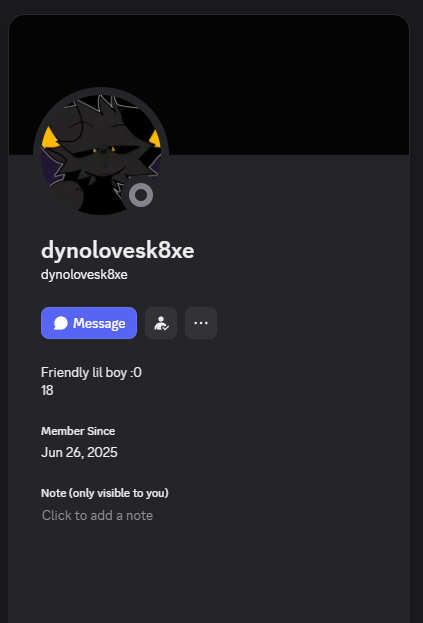 dynolovesk8xe
dynolovesk8xe
Message
Friendly lil boy :0
18
Member Since
Jun 26, 2025
Note (only visible to you)
Click to add a note